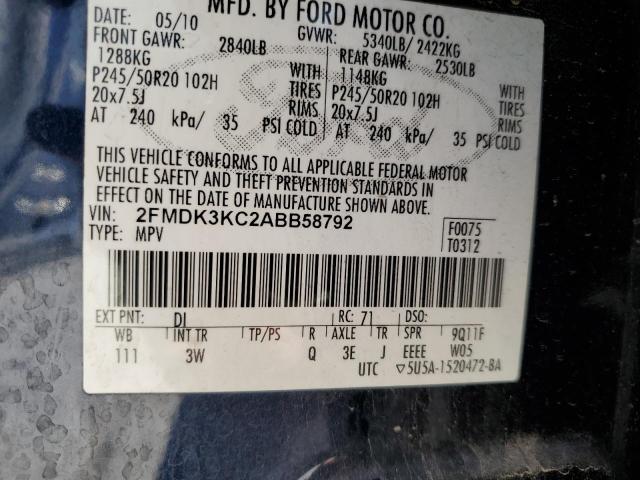 MFD. BY FORD MOTOR CO.
DATE: 05/10 GVWR: 5340LB/ 2422KG
FRONT GAWR: 2840LB REAR GAWR: 2530LB
1288KG WITH 1148KG WITH
P245/50R20 102H TIRES P245/50R20 102H TIRES
20x7.5J RIMS 20x7.5J RIMS
AT 240 kPa/ 35 PSI COLD AT 240 kPa/ 35 PSI COLD
THIS VEHICLE CONFORMS TO ALL APPLICABLE FEDERAL MOTOR
VEHICLE SAFETY AND THEFT PREVENTION STANDARDS IN
EFFECT ON THE DATE OF MANUFACTURE SHOWN ABOVE.
VIN: 2FMDK3KC2ABB58792 F0075
TYPE: MPV T0312
EXT PNT: DI RC: 71 DSO:
WB INT TR TP/PS R AXLE TR SPR 9Q11F
111 3W Q 3E J EEEE W05
UTC ▽5U5A-1520472-BA